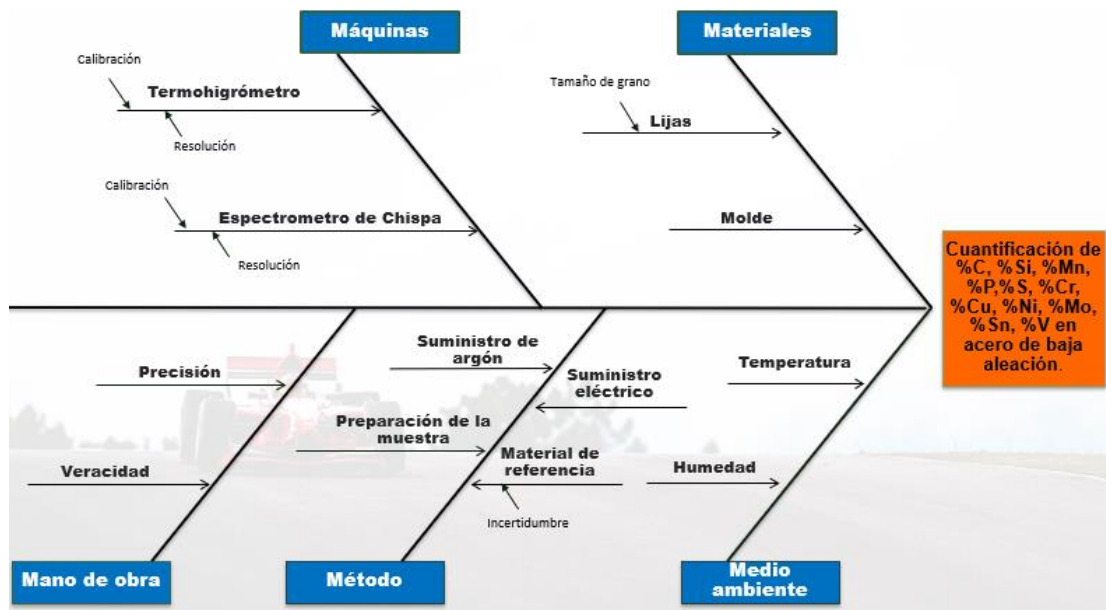 Máquinas
Materiales
Calibración
Termohigrómetro
Resolución
Tamaño de grano
Lijas
Calibración
Espectrometro de Chispa
Resolución
Molde
Cuantificación de
%C, %Si, %Mn,
%P,%S, %Cr,
%Cu, %Ni, %Mo,
%Sn, %V en
acero de baja
aleación.
Precisión
Veracidad
Suministro de
argón
Suministro
eléctrico
Preparación de la
muestra
Material de
referencia
Incertidumbre
Temperatura
Humedad
Mano de obra
Método
Medio
ambiente